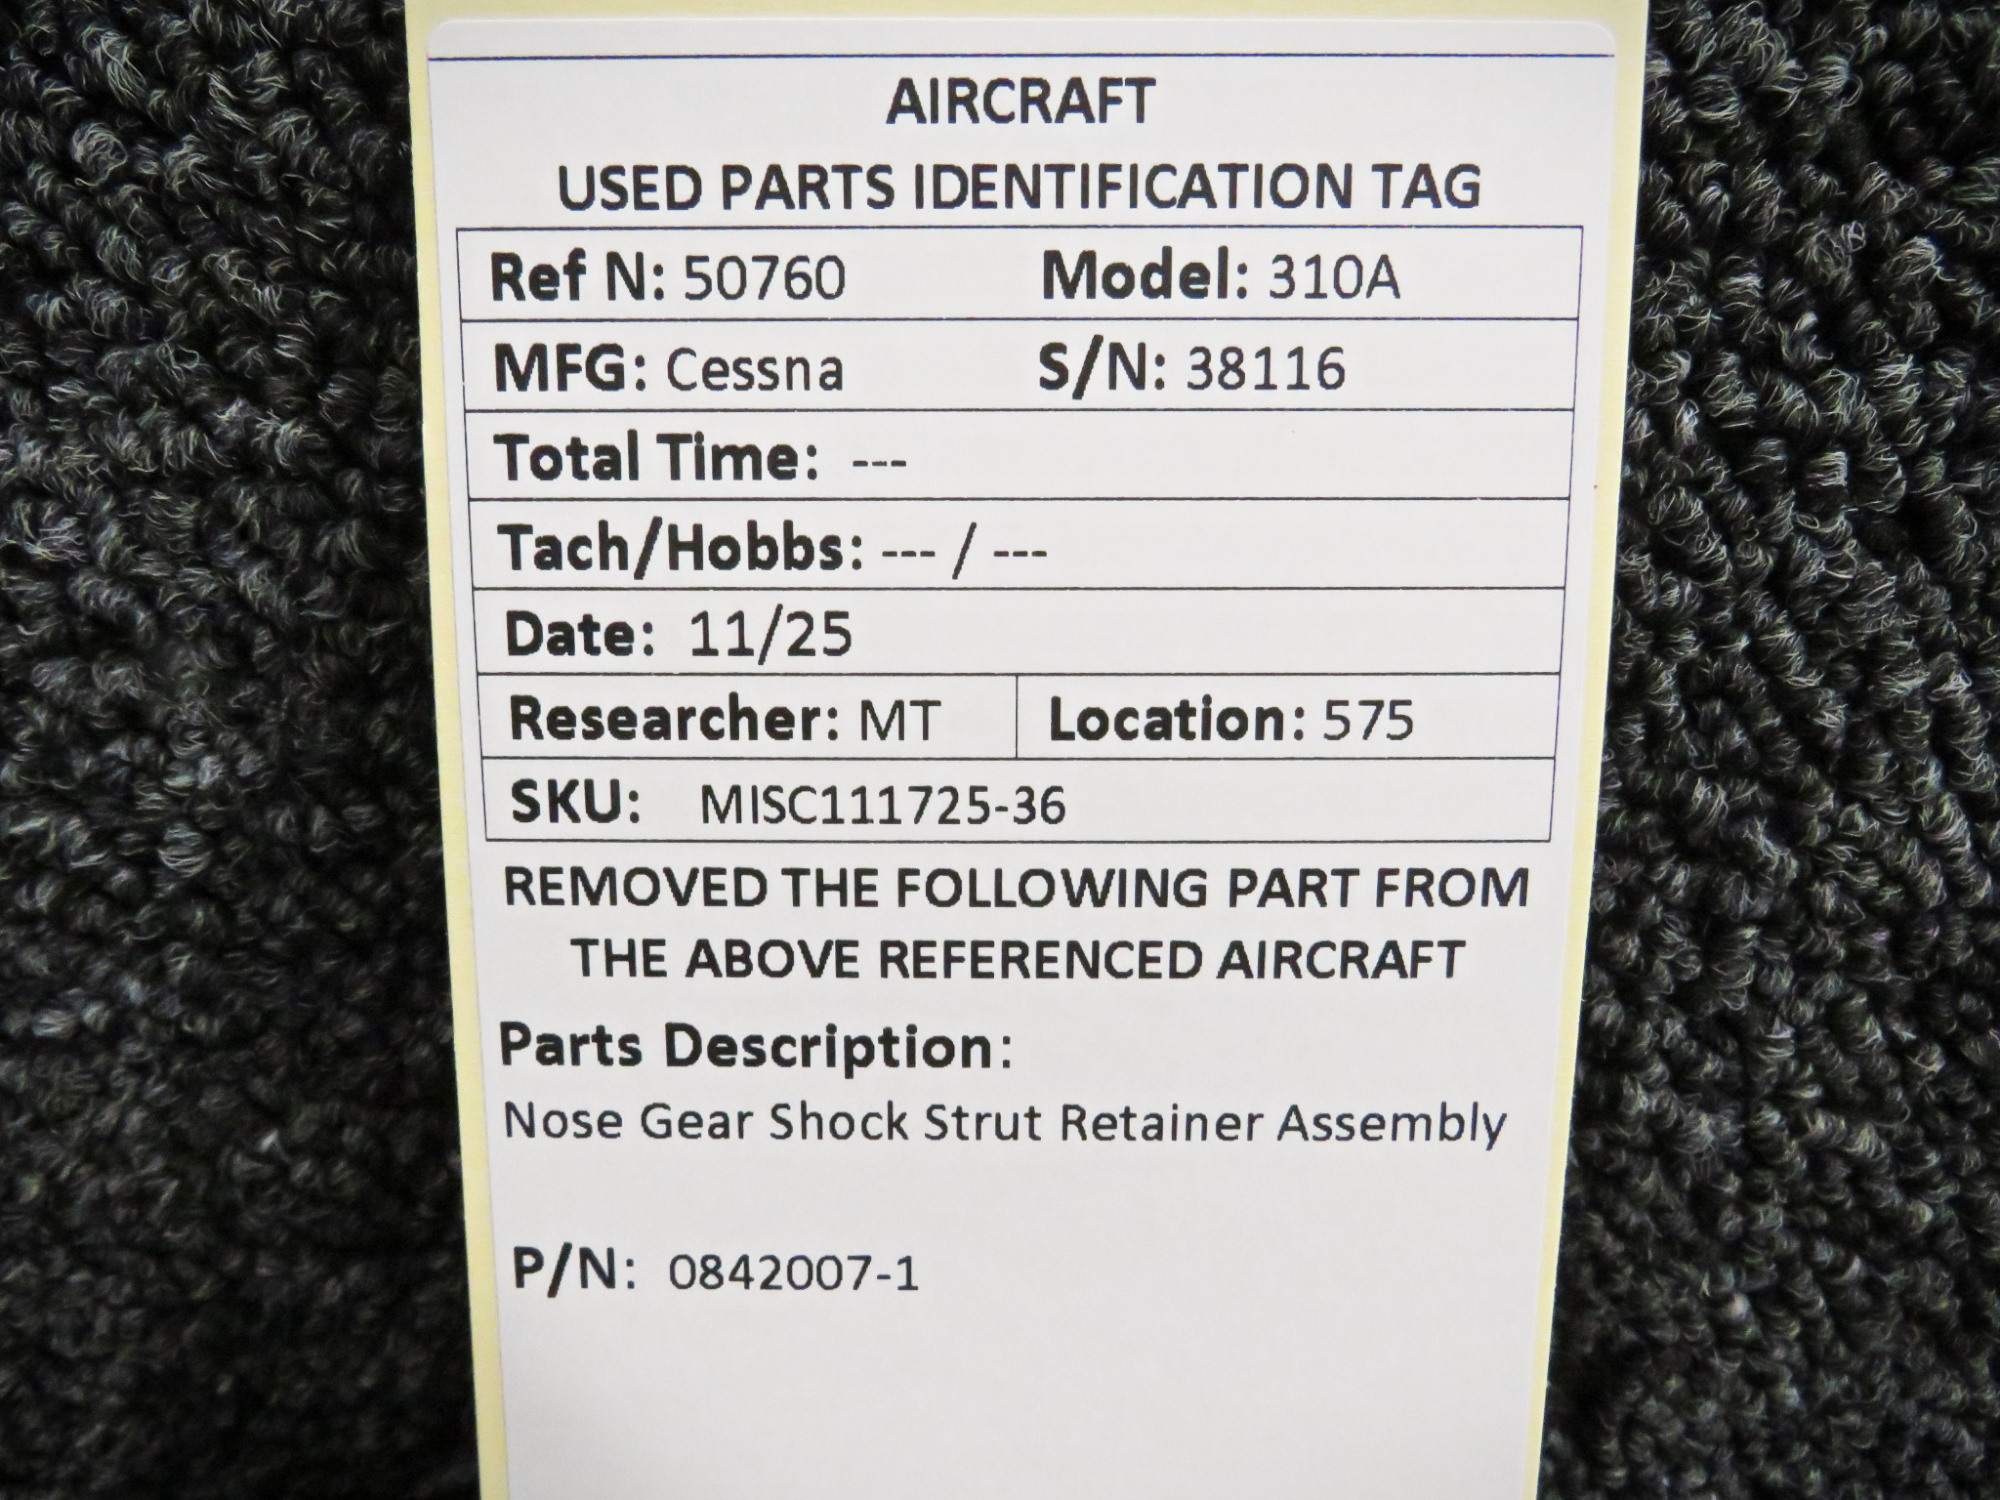 AIRCRAFT
USED PARTS IDENTIFICATION TAG
Ref N: 50760 Model: 310A
MFG: Cessna S/N: 38116
Total Time: ---
Tach/Hobbs: --- / ---
Date: 11/25
Researcher: MT Location: 575
SKU: MISC111725-36
REMOVED THE FOLLOWING PART FROM
THE ABOVE REFERENCED AIRCRAFT
Parts Description:
Nose Gear Shock Strut Retainer Assembly
P/N: 0842007-1